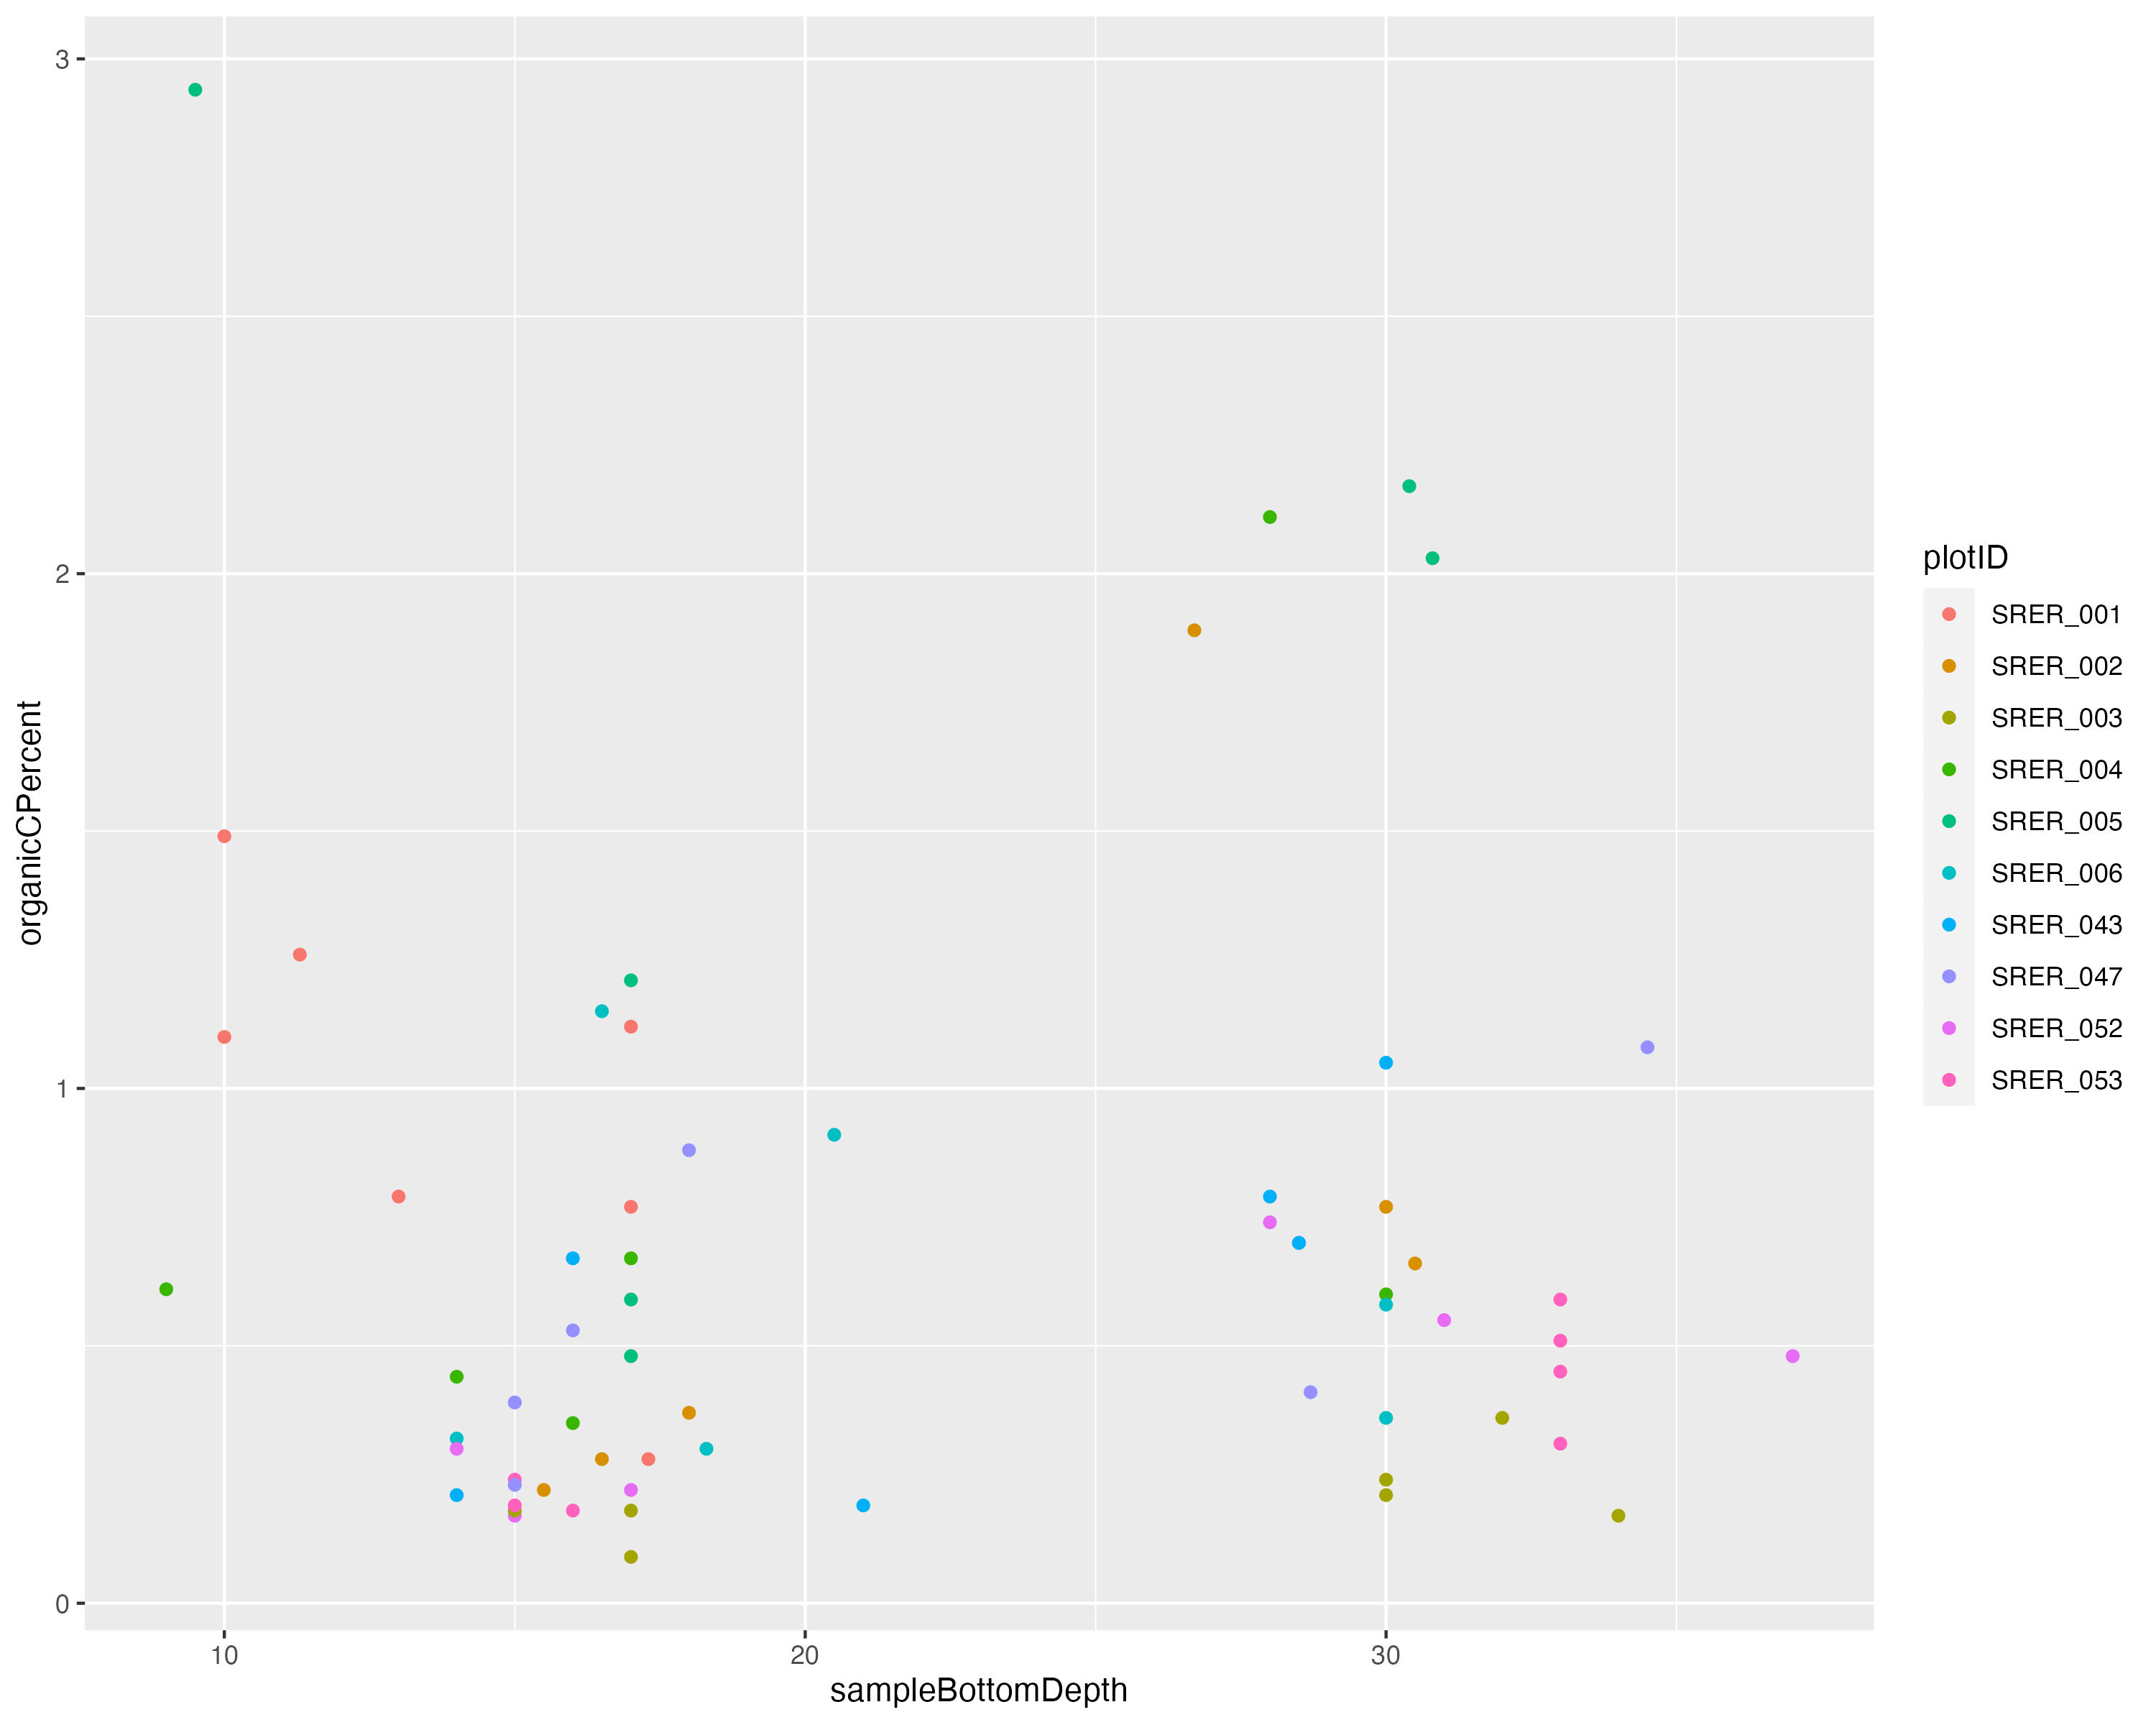 3
2
1
0
organicCPercent
10 20 30
sampleBottomDepth
plotID
SRER_001
SRER_002
SRER_003
SRER_004
SRER_005
SRER_006
SRER_043
SRER_047
SRER_052
SRER_053